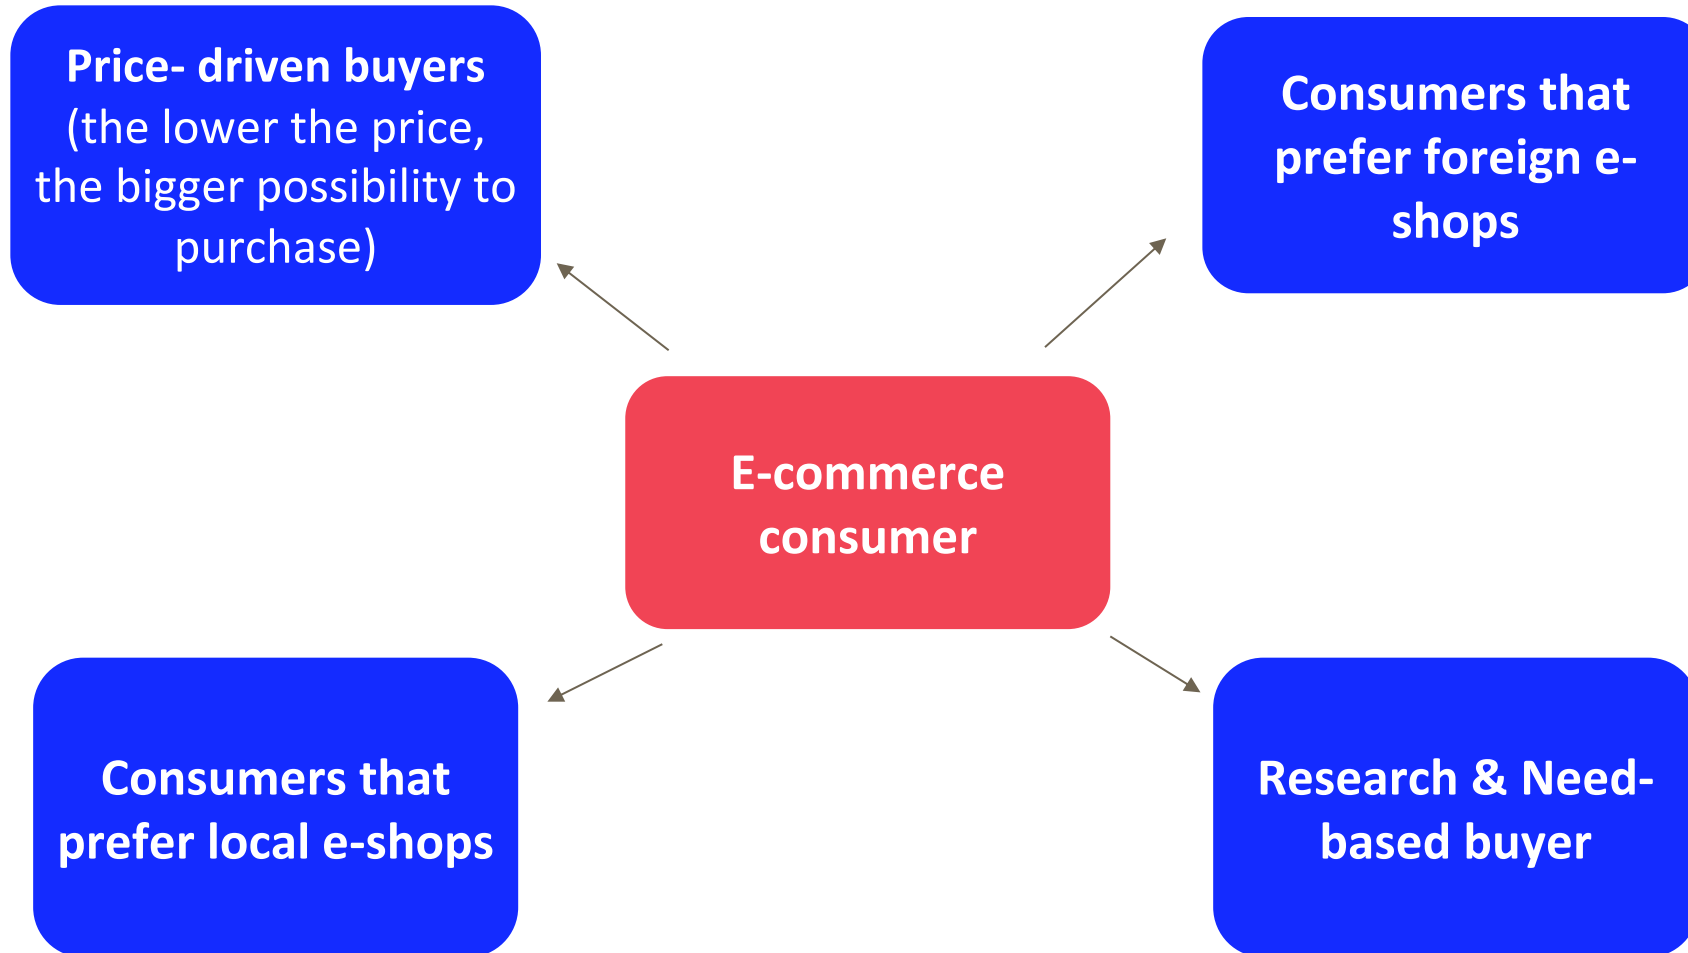 Price- driven buyers
(the lower the price,
the bigger possibility to
purchase)
Consumers that
prefer foreign e-
shops
E-commerce
consumer
Consumers that
prefer local e-shops
Research & Need-
based buyer